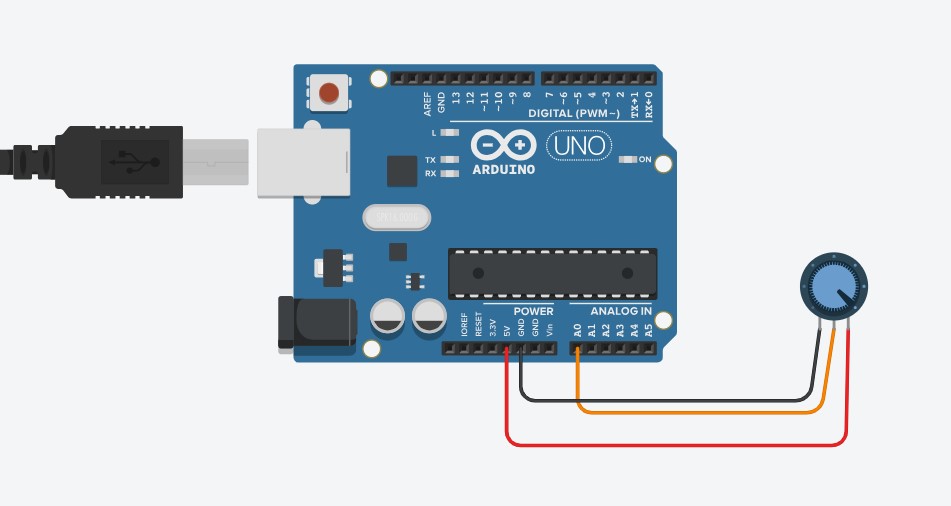 AREF
GND
13
12
~11
~10
~9
8
7
~6
~5
4
~3
2
TX→1
RX←0
DIGITAL (PWM~)
L
TX
RX
UNO
ARDUINO
ON
POWER
ANALOG IN
IOREF
RESET
3.3V
5V
GND
GND
Vin
A0
A1
A2
A3
A4
A5